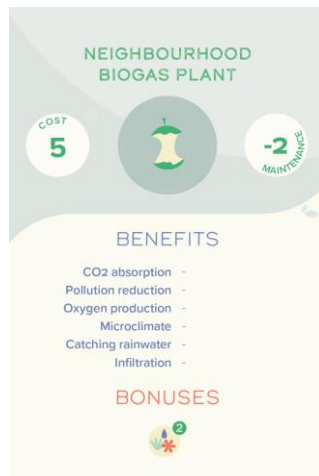 NEIGHBOURHOOD
BIOGAS PLANT
COST
5
-2
MAINTENANCE
BENEFITS
CO2 absorption -
Pollution reduction -
Oxygen production -
Microclimate -
Catching rainwater -
Infiltration -
BONUSES
2